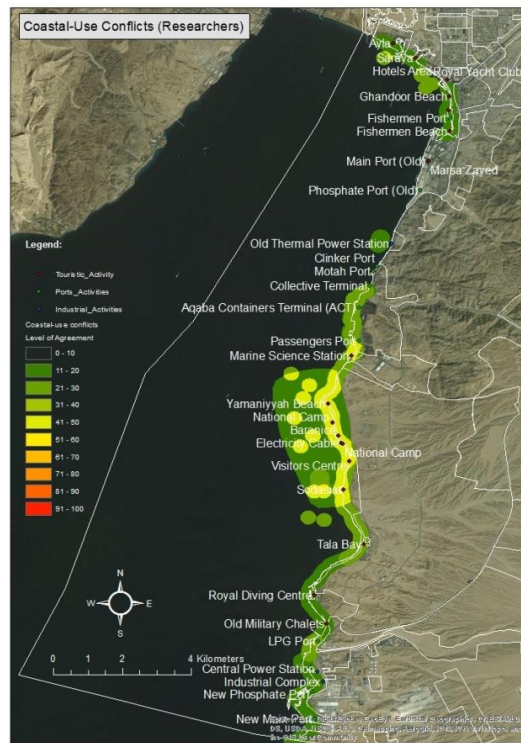 Coastal-Use Conflicts (Researchers)
Ayla
Saraya
Hotels Area
Royal Yacht Club
Ghandoor Beach
Fishermen Port
Fishermen Beach
Main Port (Old)
Marsa Zayed
Phosphate Port (Old)
Old Thermal Power Station
Clinker Port
Motah Port
Collective Terminal
Aqaba Containers Terminal (ACT)
Passengers Port
Marine Science Station
Yamaniyyah Beach
National Camp
Baranice
Electricity Cable
National Camp
Visitors Centre
Tala Bay
Royal Diving Centre
Old Military Chalets
LPG Port
Central Power Station
Industrial Complex
New Phosphate Port
New Main Port
Legend:
Touristic_Activity
Ports_Activities
Industrial_Activities
Coastal-use conflicts
Level of Agreement
0 - 10
11 - 20
21 - 30
31 - 40
41 - 50
51 - 60
61 - 70
71 - 80
81 - 90
91 - 100
N
W
E
S
0
2
4 Kilometers